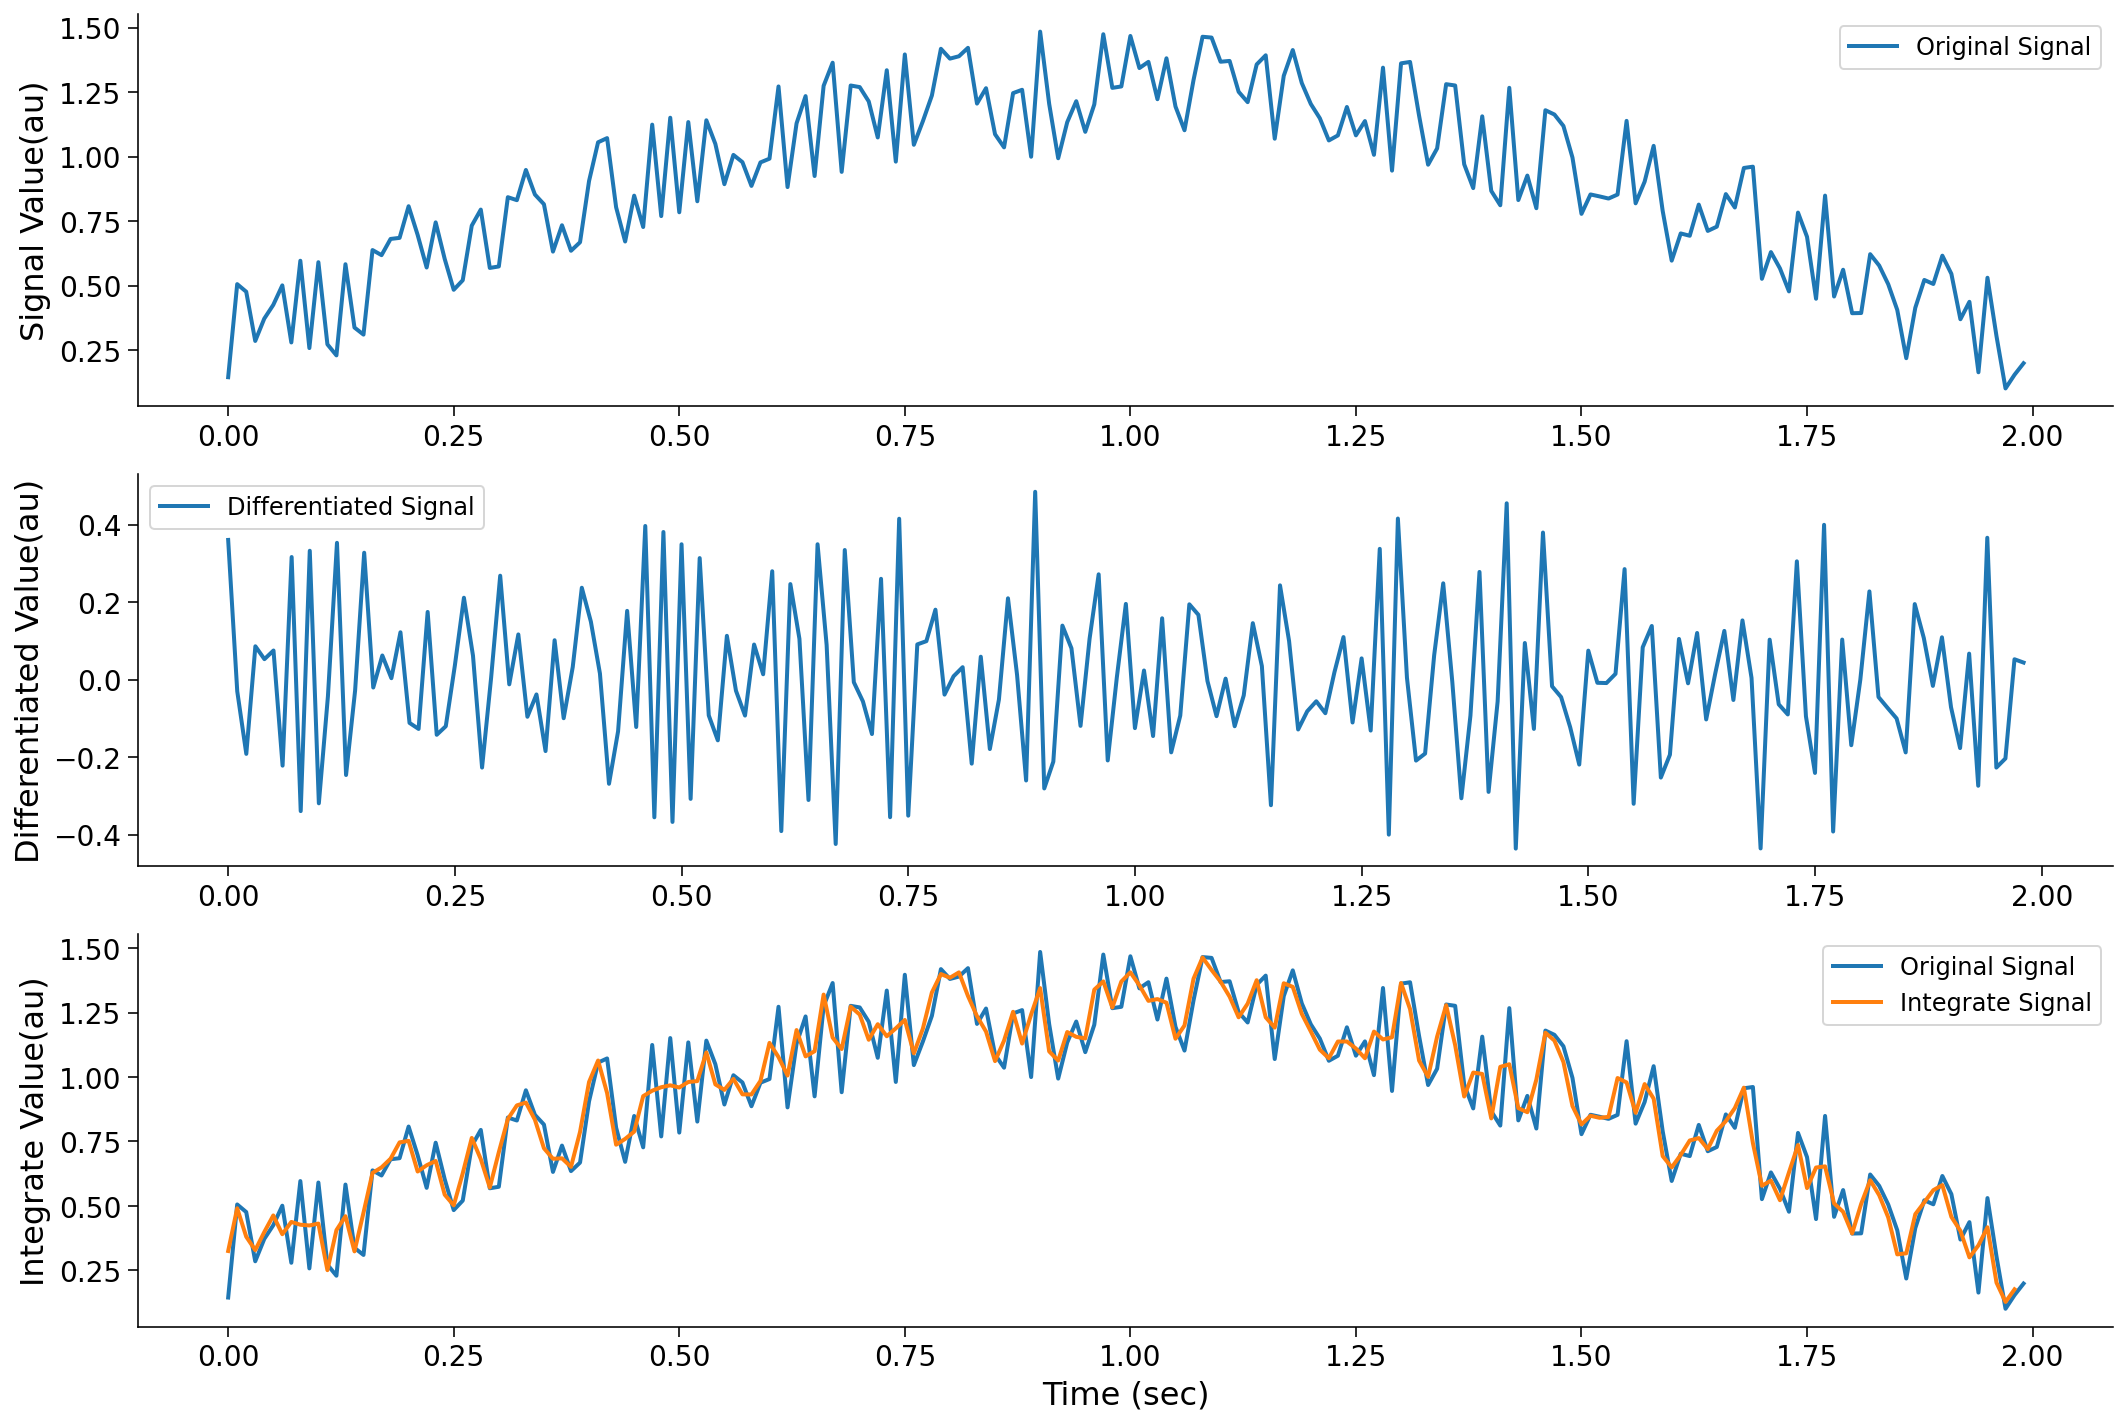 Signal Value(au)
1.50
1.25
1.00
0.75
0.50
0.25
Original Signal
0.00 0.25 0.50 0.75 1.00 1.25 1.50 1.75 2.00
Differentiated Value(au)
0.4
0.2
0.0
−0.2
−0.4
Differentiated Signal
0.00 0.25 0.50 0.75 1.00 1.25 1.50 1.75 2.00
Integrate Value(au)
1.50
1.25
1.00
0.75
0.50
0.25
Original Signal
Integrate Signal
0.00 0.25 0.50 0.75 1.00 1.25 1.50 1.75 2.00
Time (sec)